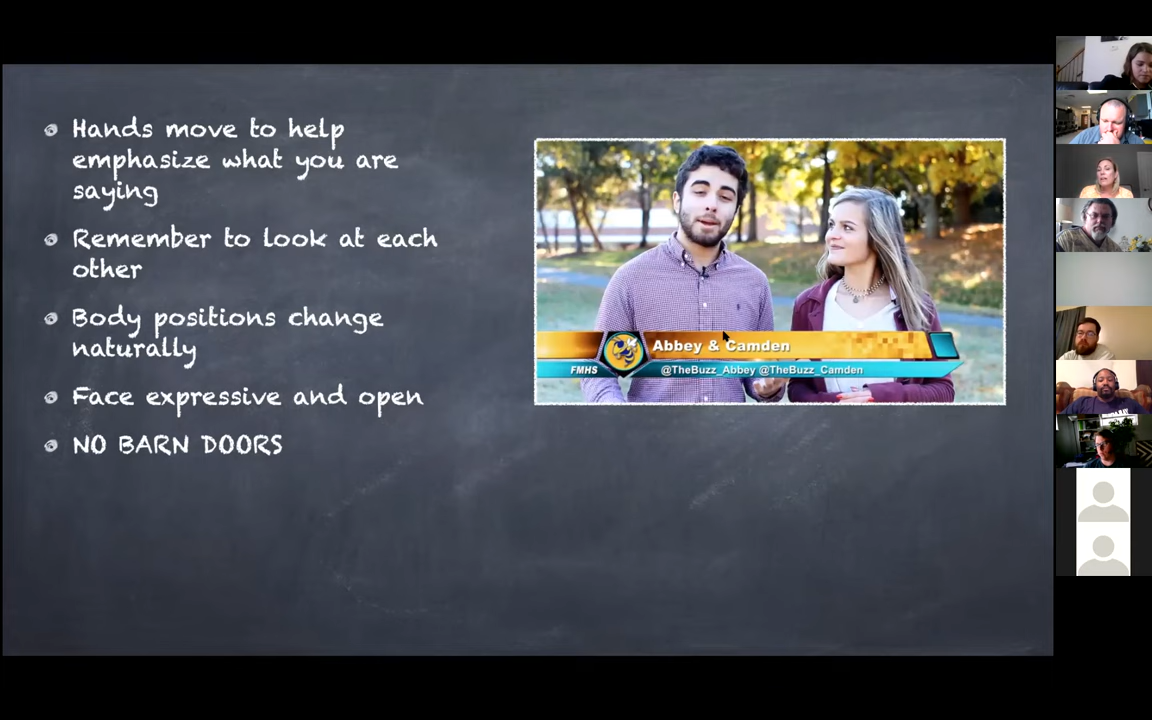 Hands move to help
emphasize what you are
saying
Remember to look at each
other
Body positions change
naturally
Face expressive and open
NO BARN DOORS
Abbey & Camden
FMHS
@TheBuzz_Abbey @TheBuzz_Camden